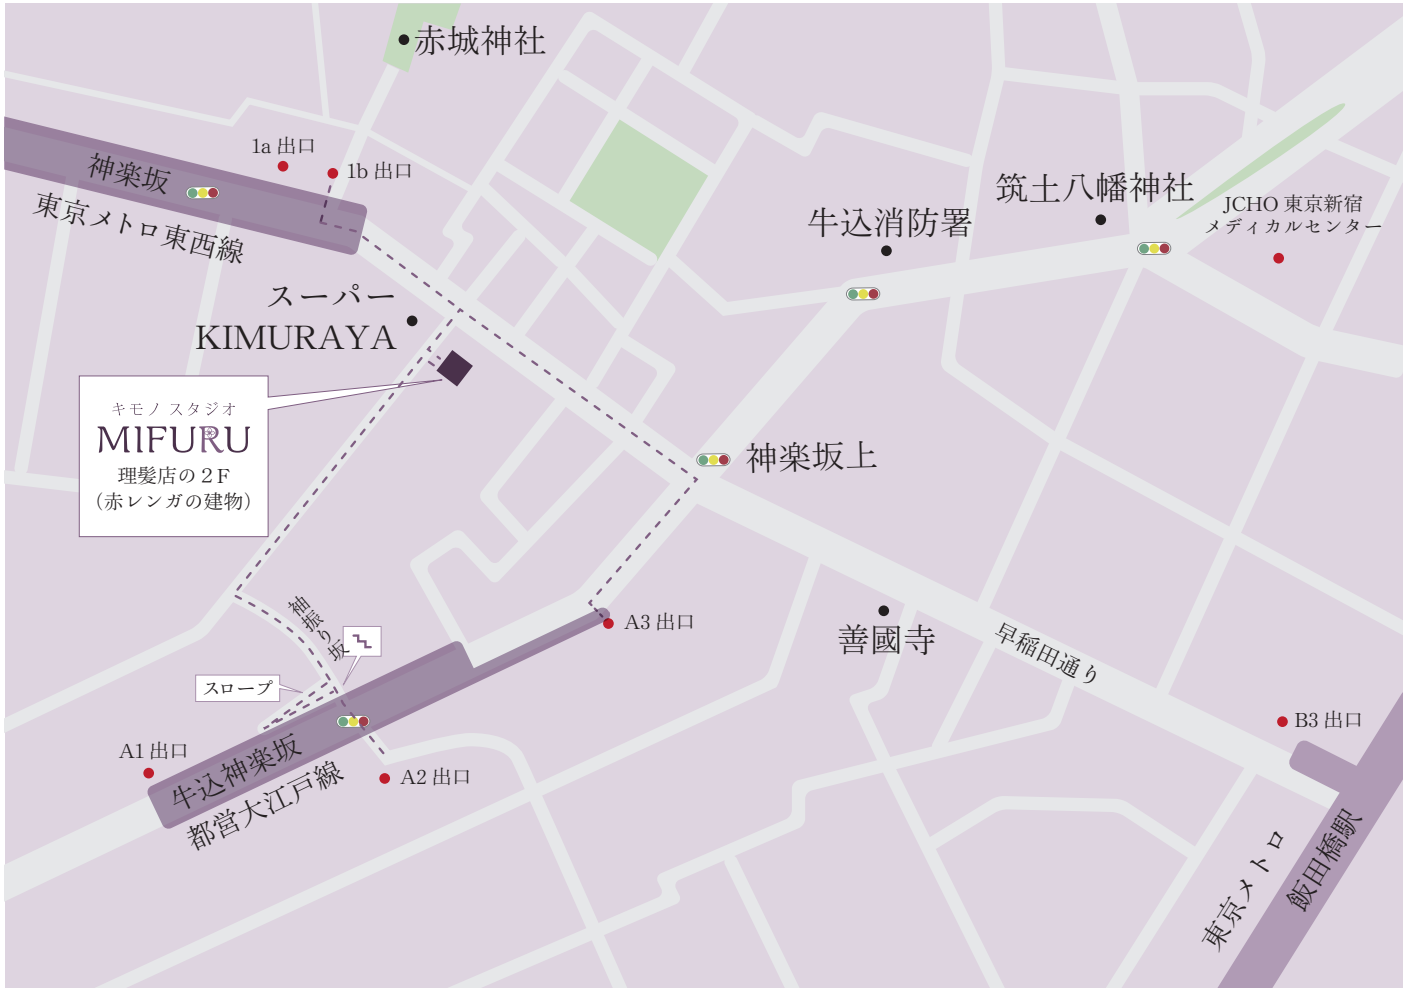 赤城神社
1a 出口
1b 出口
神楽坂
東京メトロ東西線
筑土八幡神社
JCHO 東京新宿
メディカルセンター
牛込消防署
スーパー
KIMURAYA
キモノ スタジオ
MIFURU
理髪店の２F
（赤レンガの建物）
神楽坂上
袖振り坂
A3 出口
善國寺
早稲田通り
スロープ
B3 出口
A1 出口
牛込神楽坂
都営大江戸線
A2 出口
東京メトロ
飯田橋駅